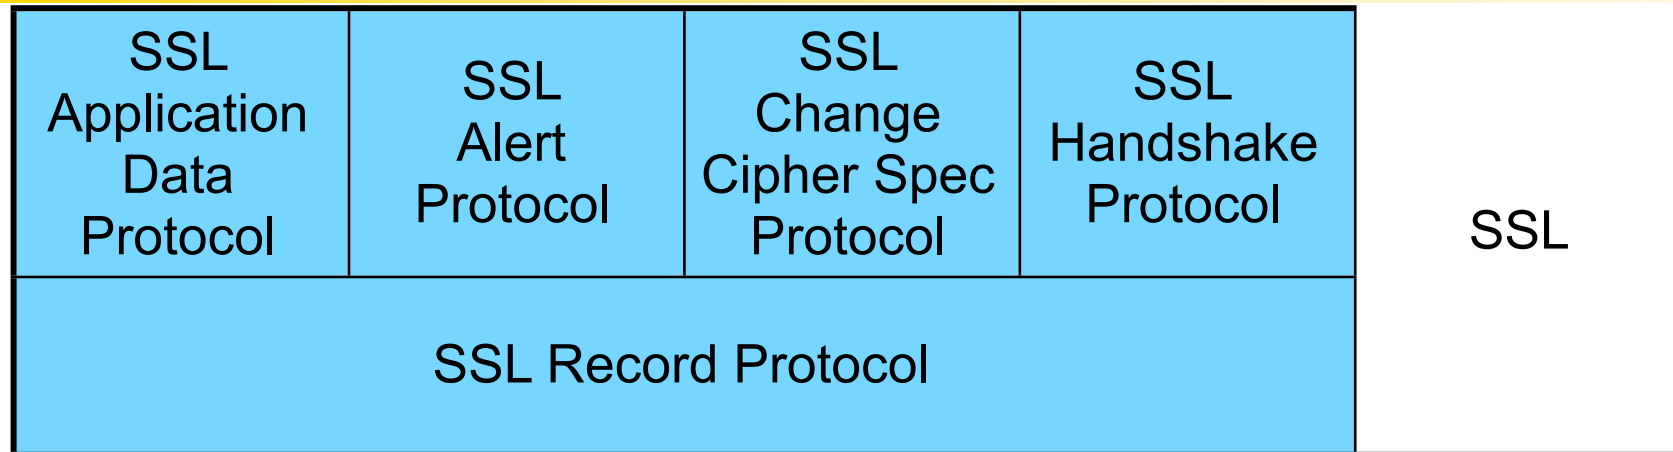 SSL
Application
Data
Protocol
SSL
Alert
Protocol
SSL
Change
Cipher Spec
Protocol
SSL
Handshake
Protocol
SSL
SSL Record Protocol